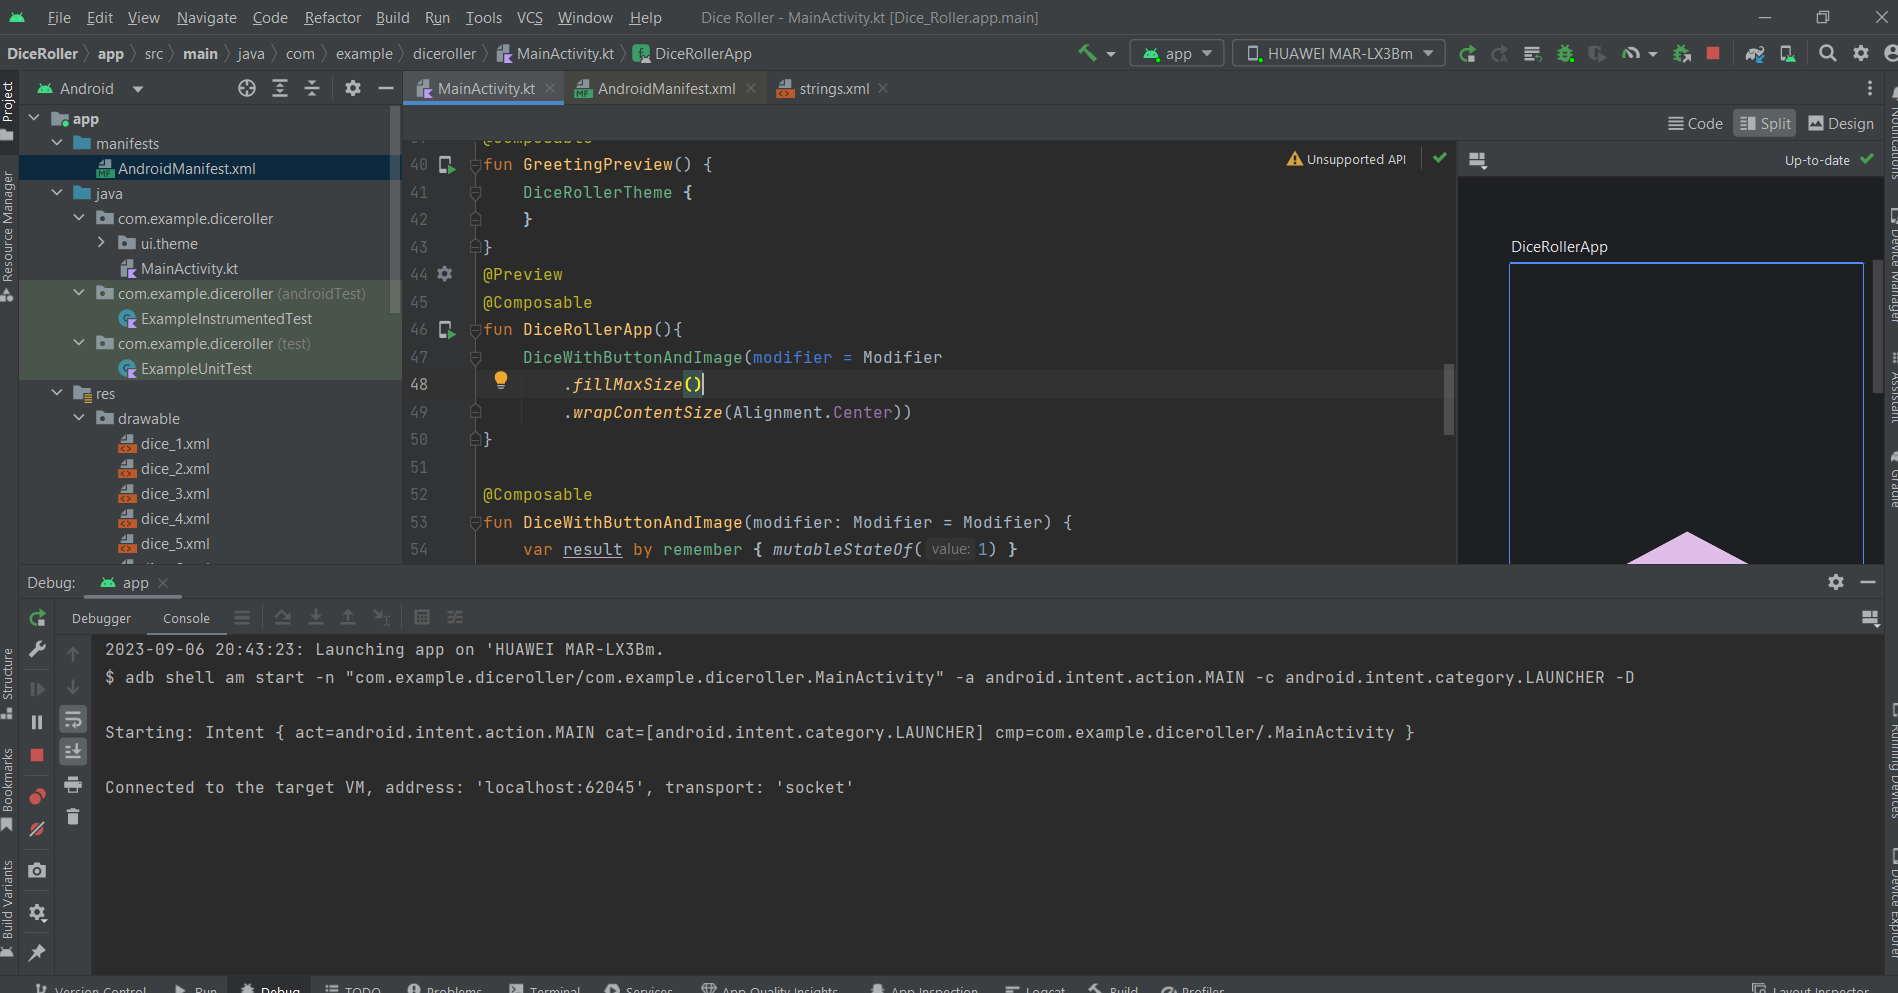 File Edit View Navigate Code Refactor Build Run Tools VCS Window Help Dice Roller - MainActivity.kt [Dice_Roller.app.main]
DiceRoller app src main java com example diceroller MainActivity.kt DiceRollerApp app HUAWEI MAR-LX3Bm
Project
Resource Manager
Structure
Bookmarks
Build Variants
Android
app
manifests
AndroidManifest.xml
java
com.example.diceroller
ui.theme
MainActivity.kt
com.example.diceroller (androidTest)
ExampleInstrumentedTest
com.example.diceroller (test)
ExampleUnitTest
res
drawable
dice_1.xml
dice_2.xml
dice_3.xml
dice_4.xml
dice_5.xml
MainActivity.kt AndroidManifest.xml strings.xml
Code Split Design
Unsupported API
@Composable
40 fun GreetingPreview() {
41 DiceRollerTheme {
42 }
43 }
44 @Preview
45 @Composable
46 fun DiceRollerApp(){
47 DiceWithButtonAndImage(modifier = Modifier
48 .fillMaxSize()
49 .wrapContentSize(Alignment.Center))
50 }
51
52 @Composable
53 fun DiceWithButtonAndImage(modifier: Modifier = Modifier) {
54 var result by remember { mutableStateOf( value: 1) }
Up-to-date
DiceRollerApp
Notifications
Device Manager
Assistant
Gradle
Running Devices
Device Explorer
Debug: app
Debugger Console
2023-09-06 20:43:23: Launching app on 'HUAWEI MAR-LX3Bm.
$ adb shell am start -n "com.example.diceroller/com.example.diceroller.MainActivity" -a android.intent.action.MAIN -c android.intent.category.LAUNCHER -D
Starting: Intent { act=android.intent.action.MAIN cat=[android.intent.category.LAUNCHER] cmp=com.example.diceroller/.MainActivity }
Connected to the target VM, address: 'localhost:62045', transport: 'socket'
Version Control Run Debug TODO Problems Terminal Services App Quality Insights App Inspection Logcat Build Profiler Layout Inspector